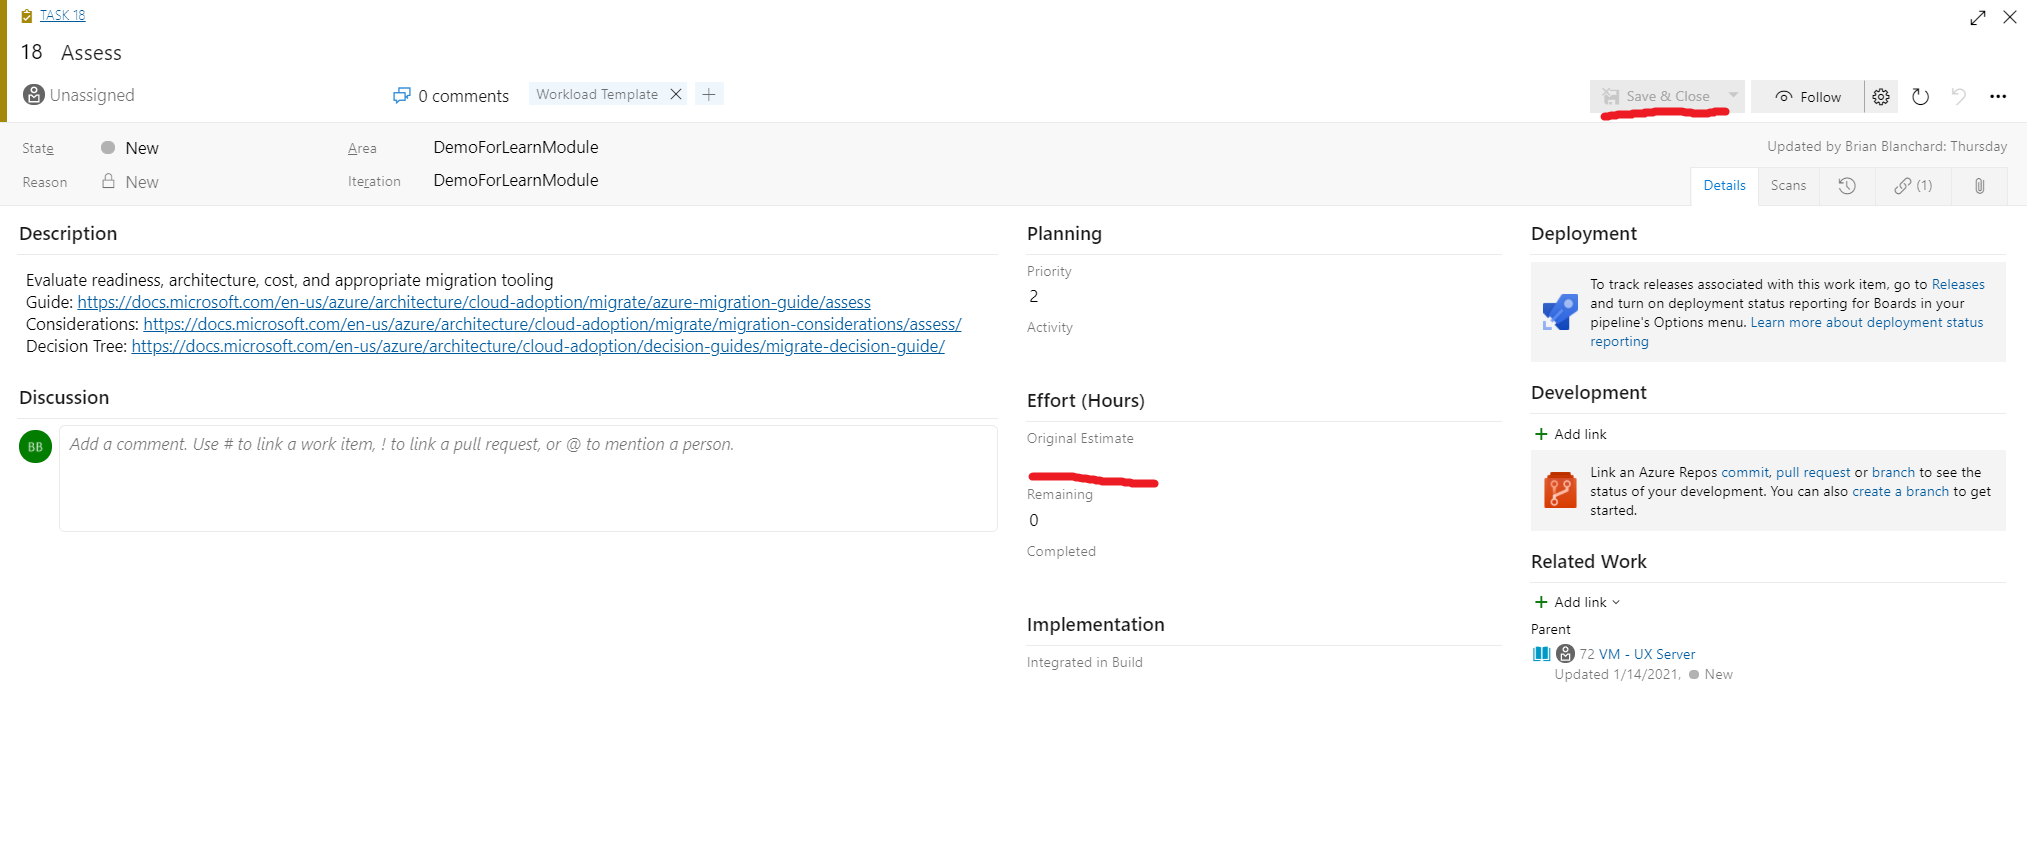 TASK 18
18 Assess
Unassigned
0 comments
Workload Template
Save & Close
Follow
State New
Area DemoForLearnModule
Updated by Brian Blanchard: Thursday
Reason New
Iteration DemoForLearnModule
Details
Scans
(1)
Description
Evaluate readiness, architecture, cost, and appropriate migration tooling
Guide: https://docs.microsoft.com/en-us/azure/architecture/cloud-adoption/migrate/azure-migration-guide/assess
Considerations: https://docs.microsoft.com/en-us/azure/architecture/cloud-adoption/migrate/migration-considerations/assess/
Decision Tree: https://docs.microsoft.com/en-us/azure/architecture/cloud-adoption/decision-guides/migrate-decision-guide/
Discussion
BB
Add a comment. Use # to link a work item, ! to link a pull request, or @ to mention a person.
Planning
Priority
2
Activity
Effort (Hours)
Original Estimate
Remaining
0
Completed
Implementation
Integrated in Build
Deployment
To track releases associated with this work item, go to Releases
and turn on deployment status reporting for Boards in your
pipeline's Options menu. Learn more about deployment status
reporting
Development
Add link
Link an Azure Repos commit, pull request or branch to see the
status of your development. You can also create a branch to get
started.
Related Work
Add link
Parent
72 VM - UX Server
Updated 1/14/2021, New